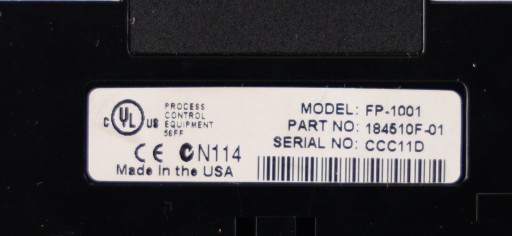 c UL US PROCESS
CONTROL
EQUIPMENT
56FF
CE N114
Made in the USA
MODEL: FP-1001
PART NO: 184510F-01
SERIAL NO: CCC11D